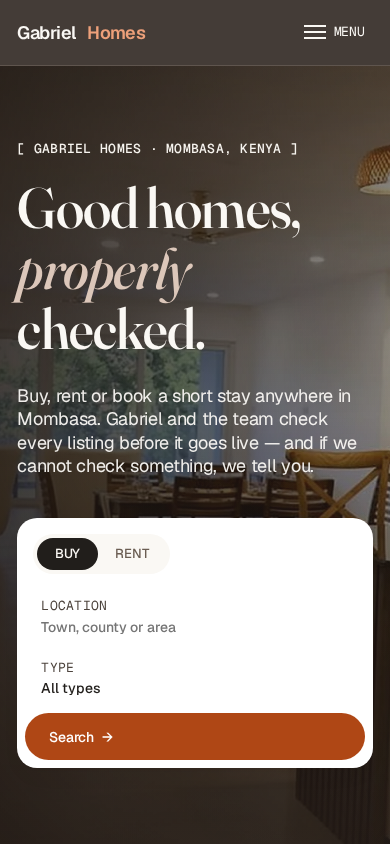 Gabriel Homes
MENU
[ GABRIEL HOMES · MOMBASA, KENYA ]
Good homes,
properly
checked.
Buy, rent or book a short stay anywhere in
Mombasa. Gabriel and the team check
every listing before it goes live — and if we
cannot check something, we tell you.
BUY
RENT
LOCATION
Town, county or area
TYPE
All types
Search →